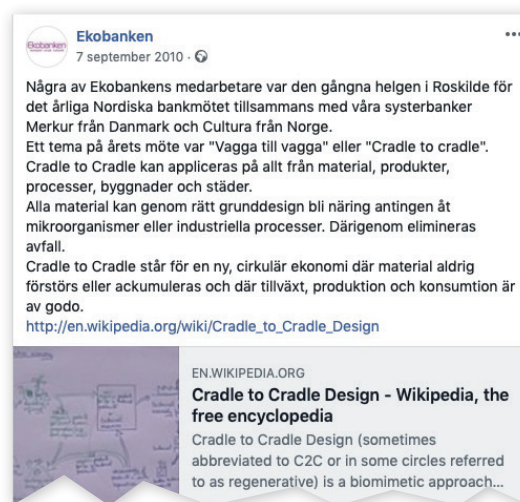 Ekobanken
Ekobanken
7 september 2010 ·
Några av Ekobankens medarbetare var den gångna helgen i Roskilde för
det årliga Nordiska bankmötet tillsammans med våra systerbanker
Merkur från Danmark och Cultura från Norge.
Ett tema på årets möte var "Vagga till vagga" eller "Cradle to cradle".
Cradle to Cradle kan appliceras på allt från material, produkter,
processer, byggnader och städer.
Alla material kan genom rätt grunddesign bli näring antingen åt
mikroorganismer eller industriella processer. Därigenom elimineras
avfall.
Cradle to Cradle står för en ny, cirkulär ekonomi där material aldrig
förstörs eller ackumuleras och där tillväxt, produktion och konsumtion är
av godo.
http://en.wikipedia.org/wiki/Cradle_to_Cradle_Design
EN.WIKIPEDIA.ORG
Cradle to Cradle Design - Wikipedia, the
free encyclopedia
Cradle to Cradle Design (sometimes
abbreviated to C2C or in some circles referred
to as regenerative) is a biomimetic approach...